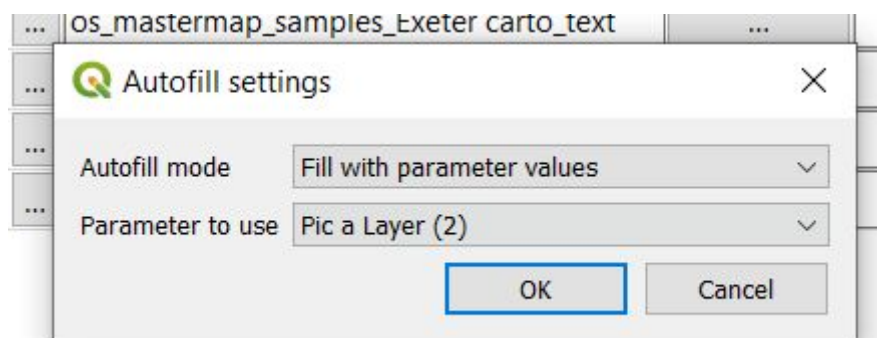 ... os_mastermap_samples_Exeter carto_text ...
... Autofill settings
...
Autofill mode Fill with parameter values
... Parameter to use Pic a Layer (2)
OK Cancel